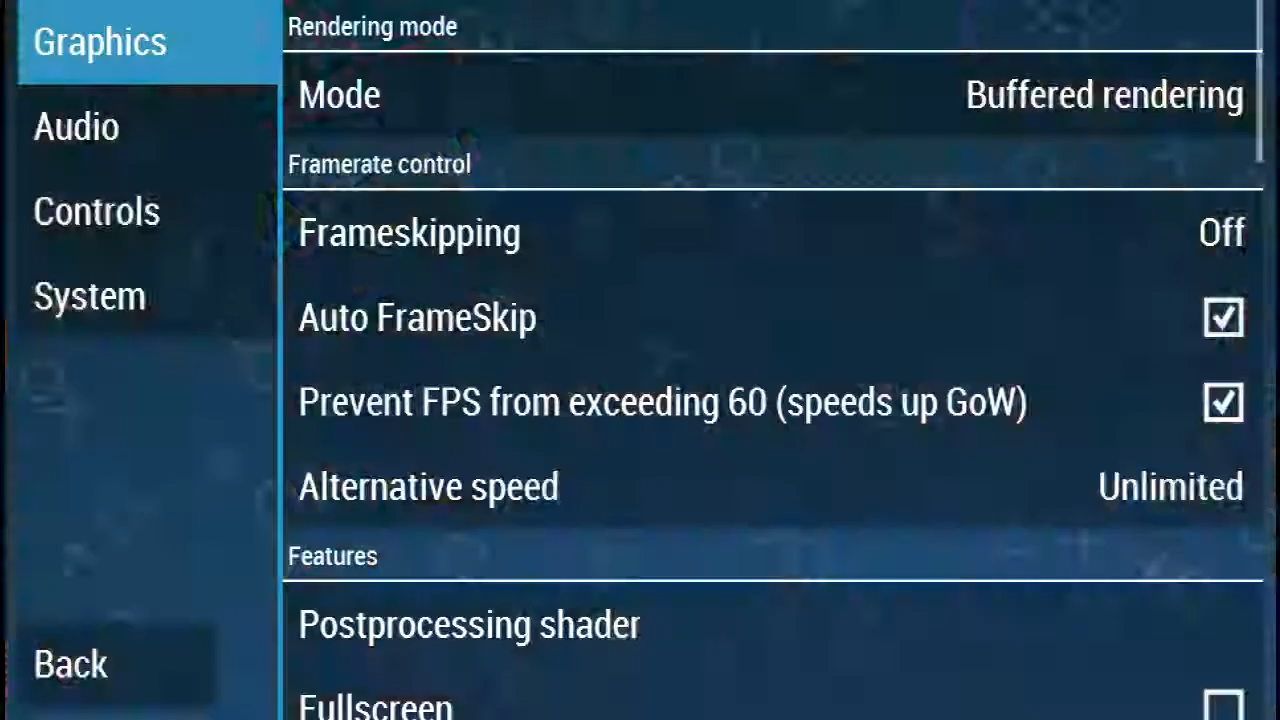 Graphics
Audio
Controls
System
Back
Rendering mode
Mode Buffered rendering
Framerate control
Frameskipping Off
Auto FrameSkip
Prevent FPS from exceeding 60 (speeds up GoW)
Alternative speed Unlimited
Features
Postprocessing shader
Fullscreen